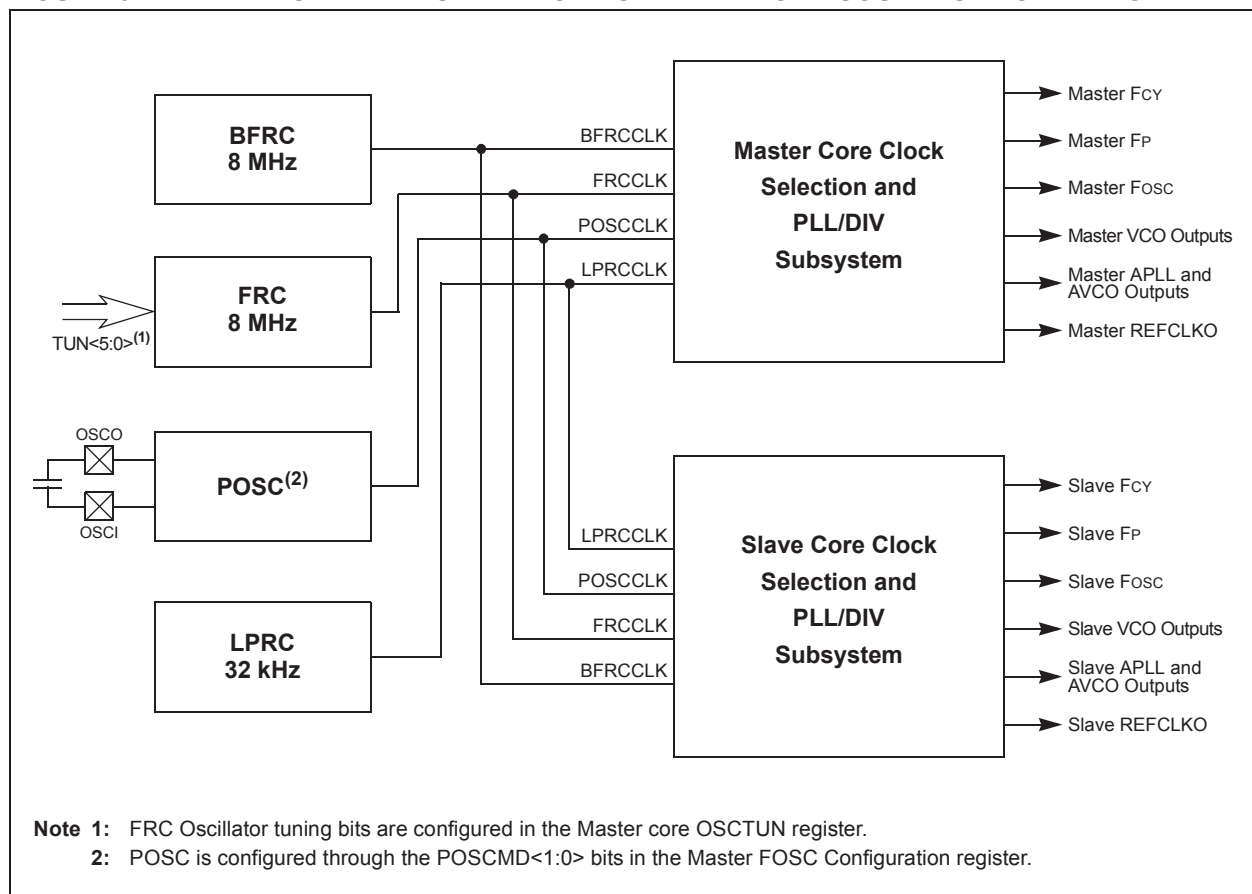 BFRC
8 MHz
FRC
8 MHz
TUN<5:0>(1)
OSCO
OSCI
POSC(2)
LPRC
32 kHz
BFRCCLK
FRCCLK
POSCCLK
LPRCCLK
Master Core Clock
Selection and
PLL/DIV
Subsystem
Master FCY
Master FP
Master FOSC
Master VCO Outputs
Master APLL and
AVCO Outputs
Master REFCLKO
LPRCCLK
POSCCLK
FRCCLK
BFRCCLK
Slave Core Clock
Selection and
PLL/DIV
Subsystem
Slave FCY
Slave FP
Slave FOSC
Slave VCO Outputs
Slave APLL and
AVCO Outputs
Slave REFCLKO
Note 1: FRC Oscillator tuning bits are configured in the Master core OSCTUN register.
2: POSC is configured through the POSCMD<1:0> bits in the Master FOSC Configuration register.